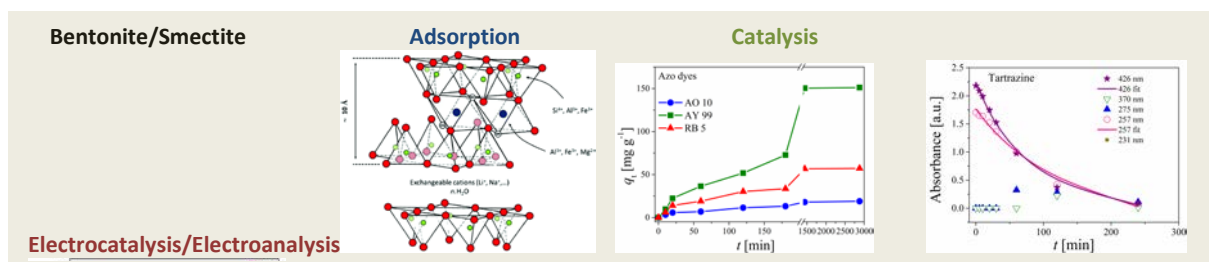 Bentonite/Smectite
Adsorption
Catalysis
~ 10 Å
Si⁴⁺, Al³⁺, Fe³⁺
Al³⁺, Fe³⁺, Mg²⁺
Exchangeable cations (Li⁺, Na⁺,...)
n.H₂O
Azo dyes
AO 10
AY 99
RB 5
150
100
50
0
qₜ [mg g⁻¹]
0 50 100 150 1500 2000 2500 3000
t [min]
Tartrazine
426 nm
426 fit
370 nm
275 nm
257 nm
257 fit
231 nm
2.5
2.0
1.5
1.0
0.5
0.0
Absorbance [a.u.]
0 100 200 300
t [min]
Electrocatalysis/Electroanalysis